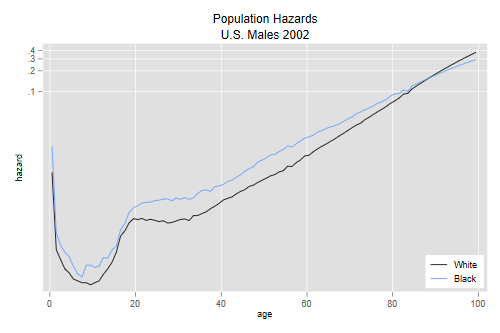 Population Hazards
U.S. Males 2002
.4
.3
.2
.1
hazard
White
Black
0 20 40 60 80 100
age